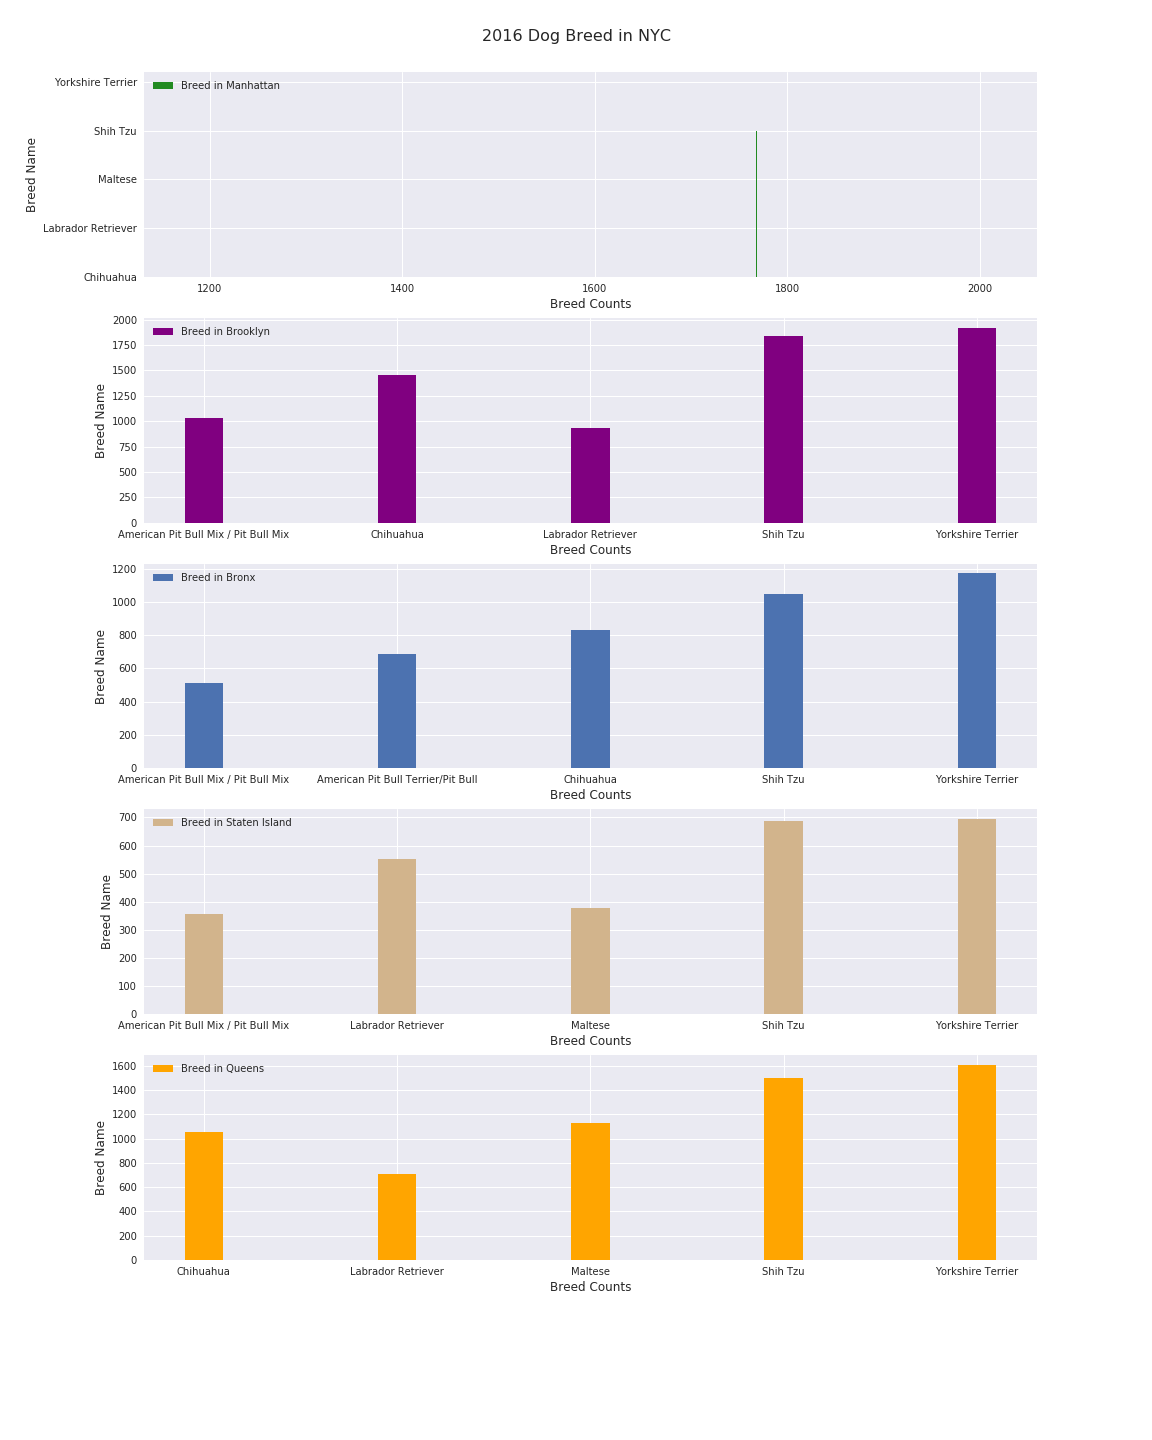 2016 Dog Breed in NYC
Breed in Manhattan
Breed Name
Yorkshire Terrier
Shih Tzu
Maltese
Labrador Retriever
Chihuahua
1200 1400 1600 1800 2000
Breed Counts
Breed in Brooklyn
Breed Name
2000
1750
1500
1250
1000
750
500
250
0
American Pit Bull Mix / Pit Bull Mix Chihuahua Labrador Retriever Shih Tzu Yorkshire Terrier
Breed Counts
Breed in Bronx
Breed Name
1200
1000
800
600
400
200
0
American Pit Bull Mix / Pit Bull Mix American Pit Bull Terrier/Pit Bull Chihuahua Shih Tzu Yorkshire Terrier
Breed Counts
Breed in Staten Island
Breed Name
700
600
500
400
300
200
100
0
American Pit Bull Mix / Pit Bull Mix Labrador Retriever Maltese Shih Tzu Yorkshire Terrier
Breed Counts
Breed in Queens
Breed Name
1600
1400
1200
1000
800
600
400
200
0
Chihuahua Labrador Retriever Maltese Shih Tzu Yorkshire Terrier
Breed Counts